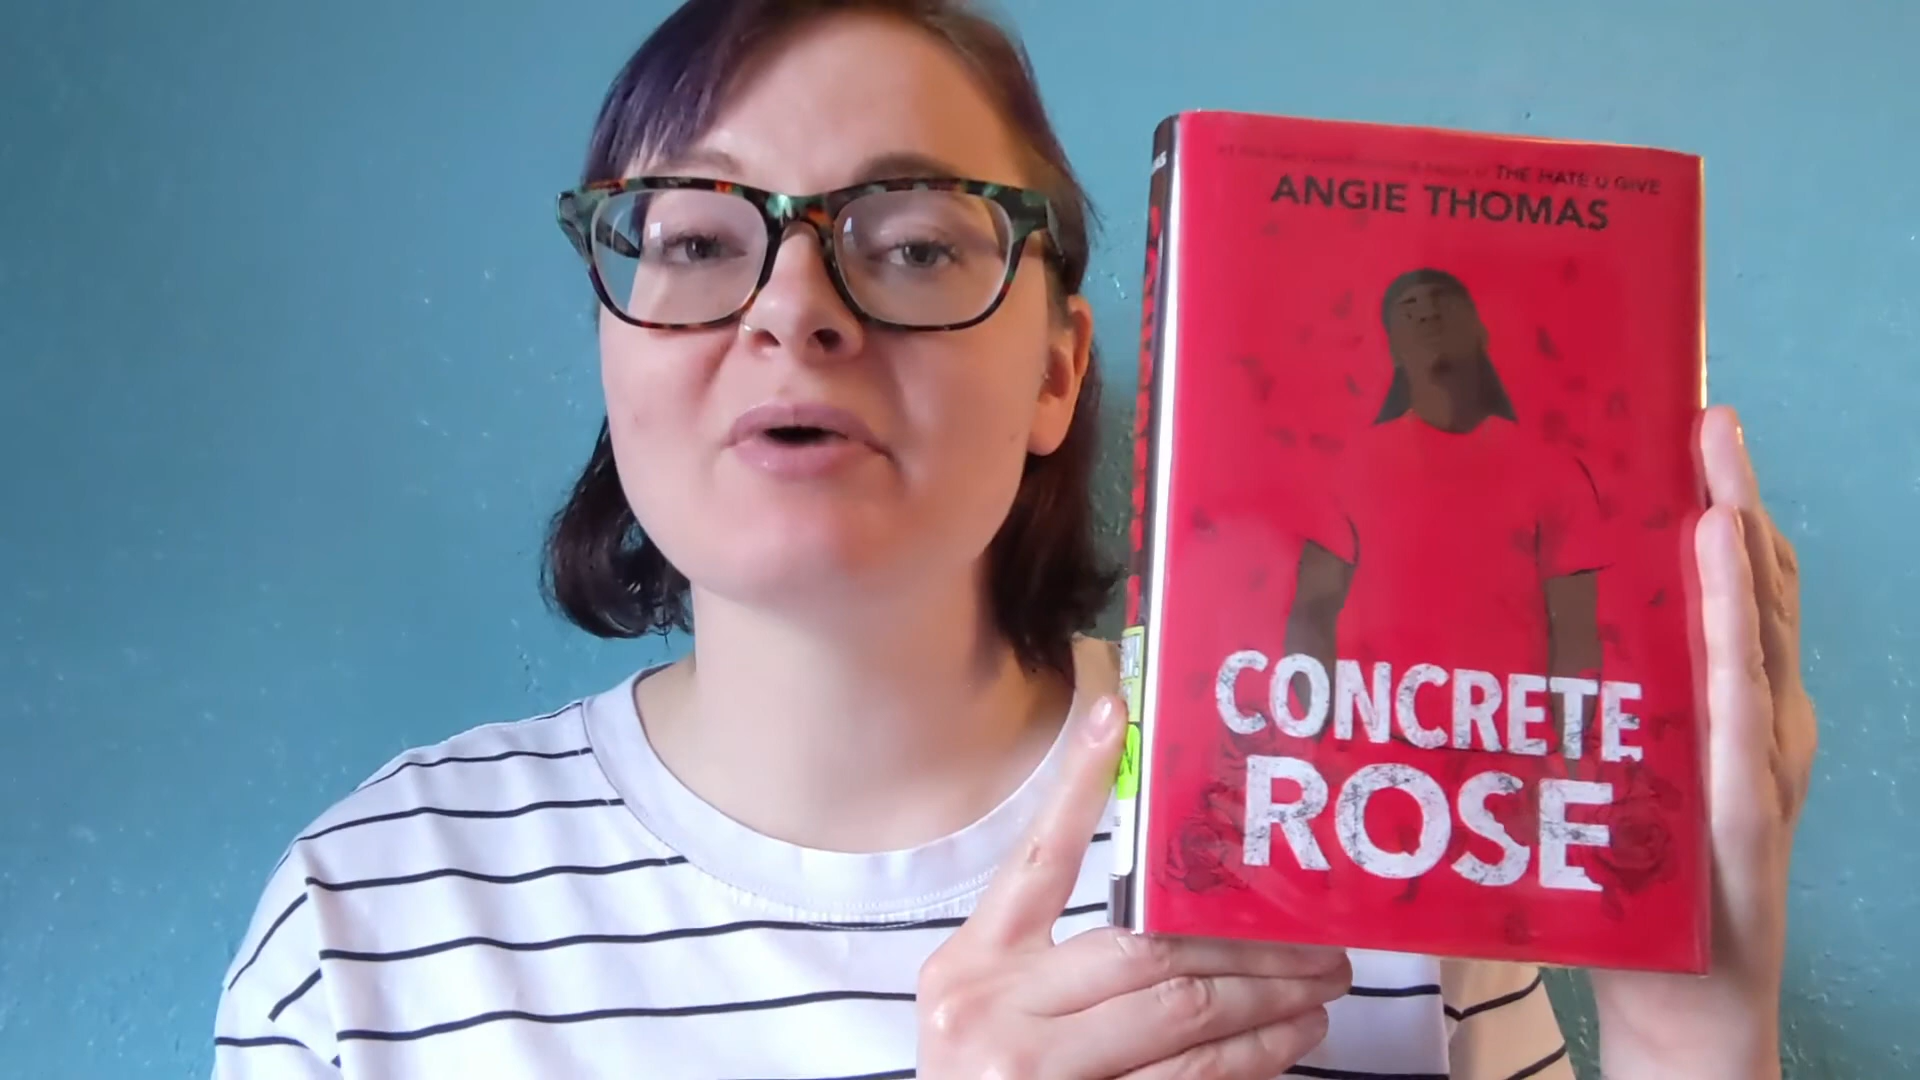 THE HATE U GIVE
ANGIE THOMAS
CONCRETE
ROSE